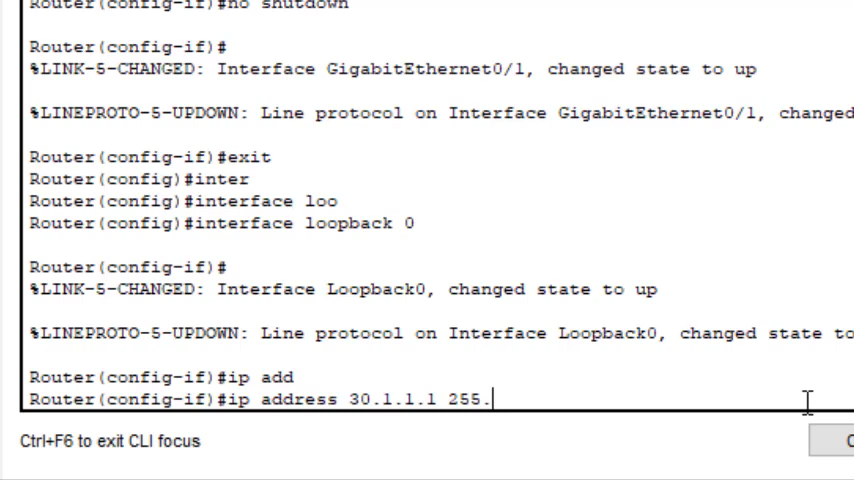 Router(config-if)#no shutdown
Router(config-if)#
%LINK-5-CHANGED: Interface GigabitEthernet0/1, changed state to up
%LINEPROTO-5-UPDOWN: Line protocol on Interface GigabitEthernet0/1, changed
Router(config-if)#exit
Router(config)#inter
Router(config)#interface loo
Router(config)#interface loopback 0
Router(config-if)#
%LINK-5-CHANGED: Interface Loopback0, changed state to up
%LINEPROTO-5-UPDOWN: Line protocol on Interface Loopback0, changed state to
Router(config-if)#ip add
Router(config-if)#ip address 30.1.1.1 255.
Ctrl+F6 to exit CLI focus